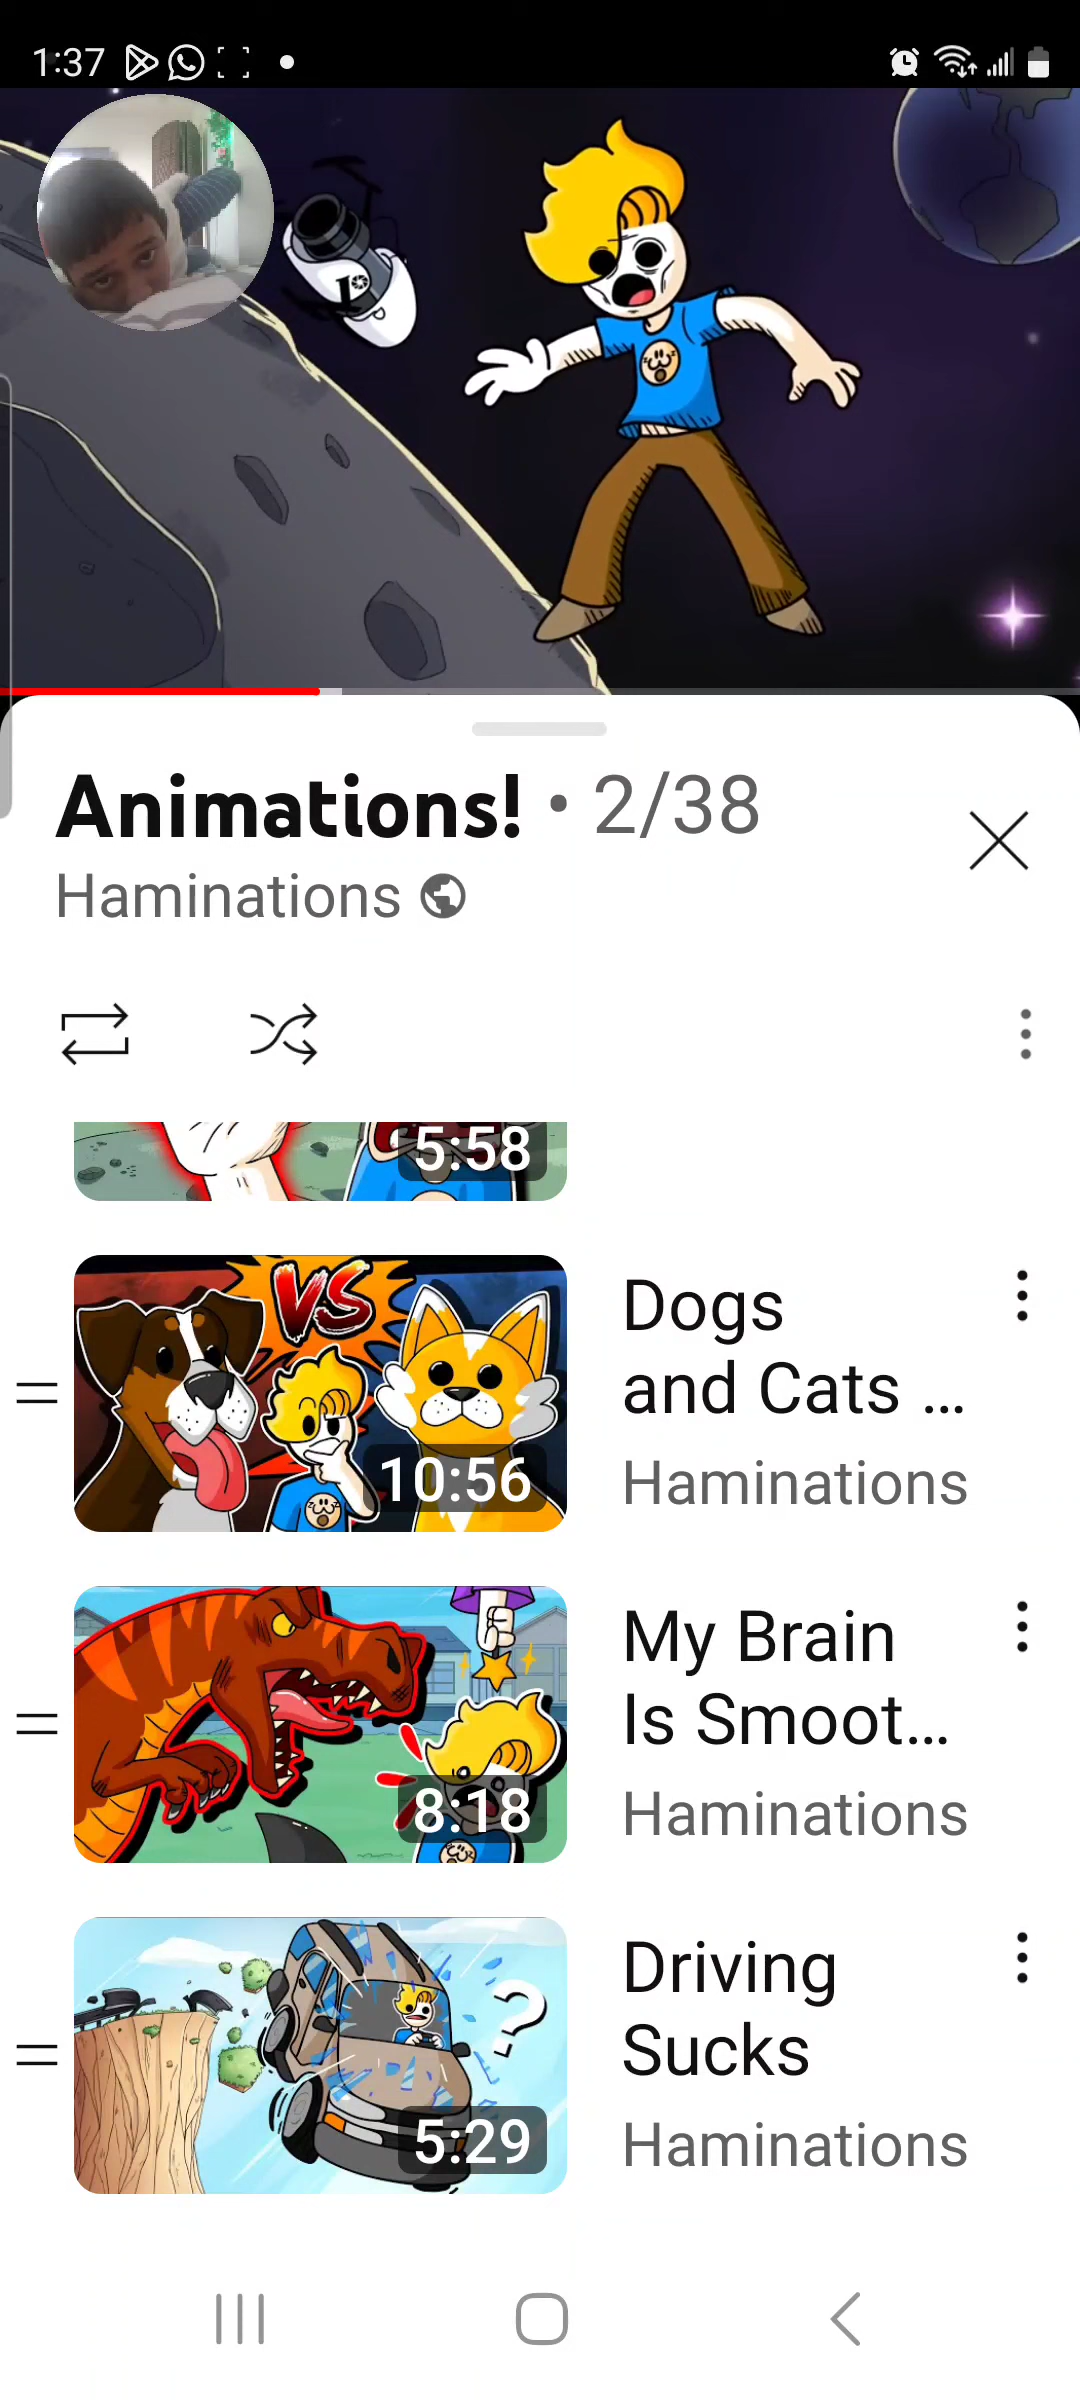 1:37
Animations! • 2/38
Haminations
5:58
VS
10:56
Dogs
and Cats ...
Haminations
8:18
My Brain
Is Smoot...
Haminations
?
5:29
Driving
Sucks
Haminations